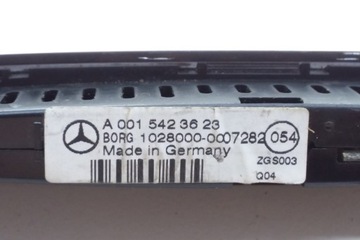 A 001 542 36 23
BORG 1028000-0007282 054
Made in Germany ZGS003
Q04